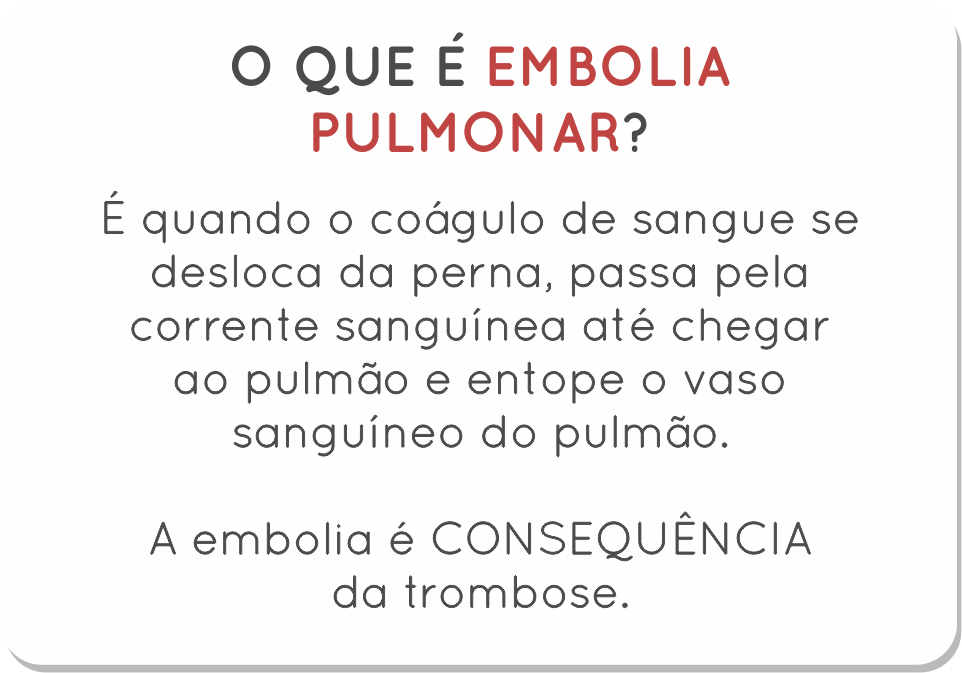 O QUE É EMBOLIA
PULMONAR?
É quando o coágulo de sangue se
desloca da perna, passa pela
corrente sanguínea até chegar
ao pulmão e entope o vaso
sanguíneo do pulmão.
A embolia é CONSEQUÊNCIA
da trombose.